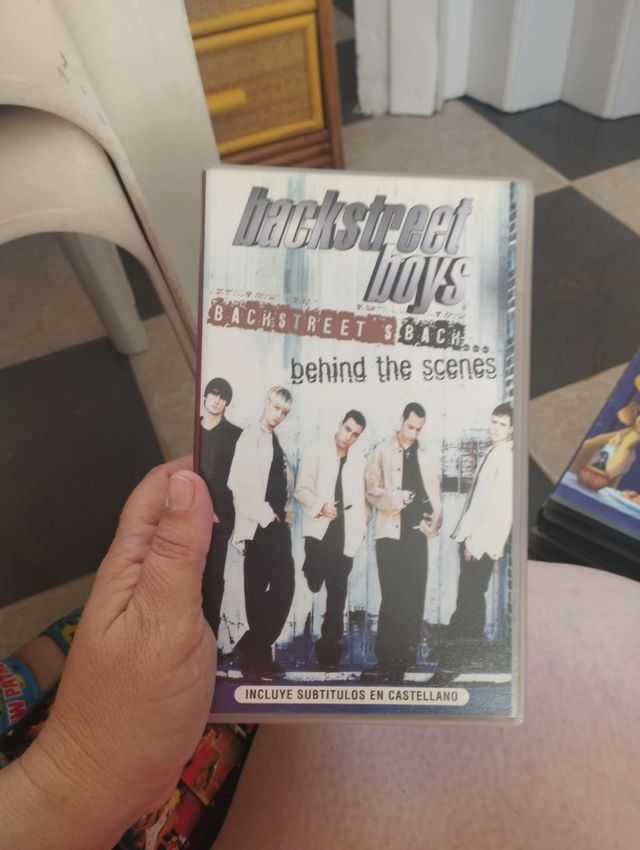 backstreet
boys
BACKSTREET'S BACK...
behind the scenes
INCLUYE SUBTITULOS EN CASTELLANO